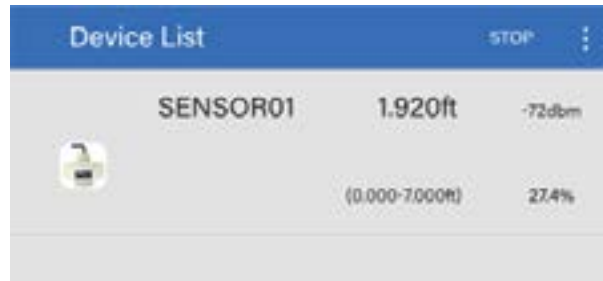 Device List STOP
SENSOR01 1.920ft -72dbm
(0.000-7.000ft) 27.4%